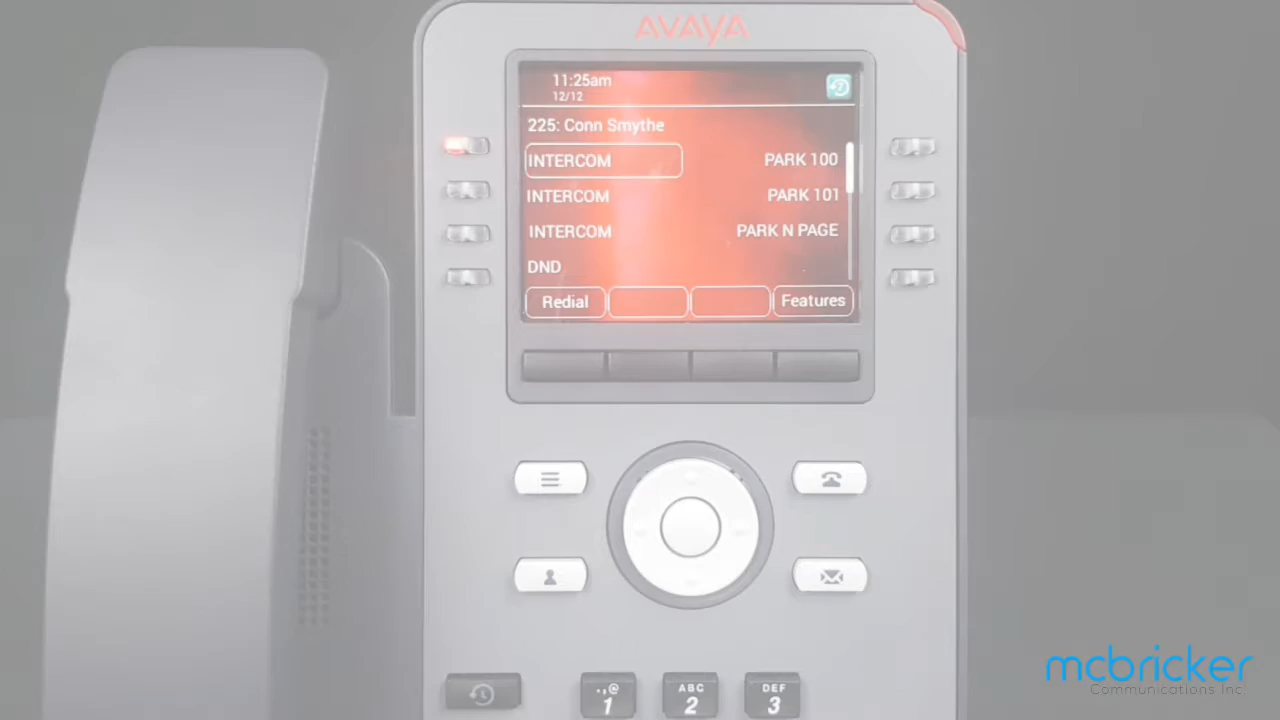 AVAYA
11:25am
12/12
225: Conn Smythe
INTERCOM PARK 100
INTERCOM PARK 101
INTERCOM PARK N PAGE
DND
Redial Features
.,@ ABC DEF
1 2 3
mcbricker
Communications Inc.